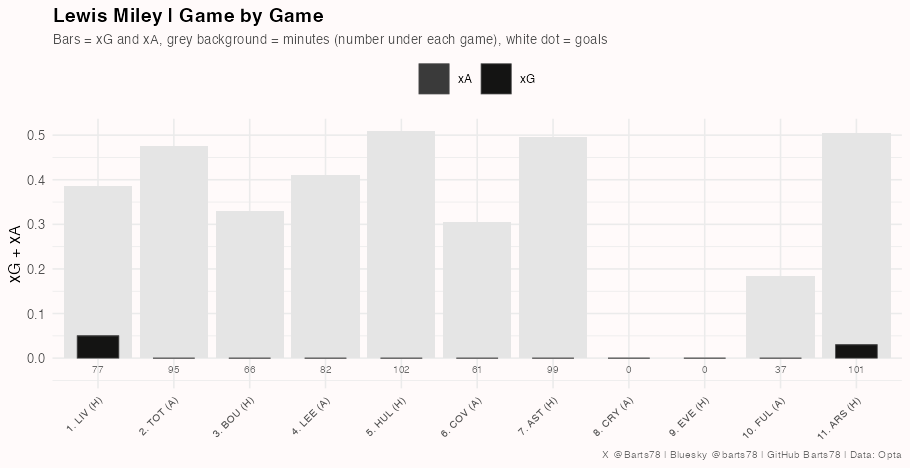 Lewis Miley | Game by Game
Bars = xG and xA, grey background = minutes (number under each game), white dot = goals
xA xG
xG + xA
0.5
0.4
0.3
0.2
0.1
0.0
77 95 66 82 102 61 99 0 0 37 101
1. LIV (H) 2. TOT (A) 3. BOU (H) 4. LEE (A) 5. HUL (H) 6. COV (A) 7. AST (H) 8. CRY (A) 9. EVE (H) 10. FUL (A) 11. ARS (H)
X @Barts78 | Bluesky @barts78 | GitHub Barts78 | Data: Opta